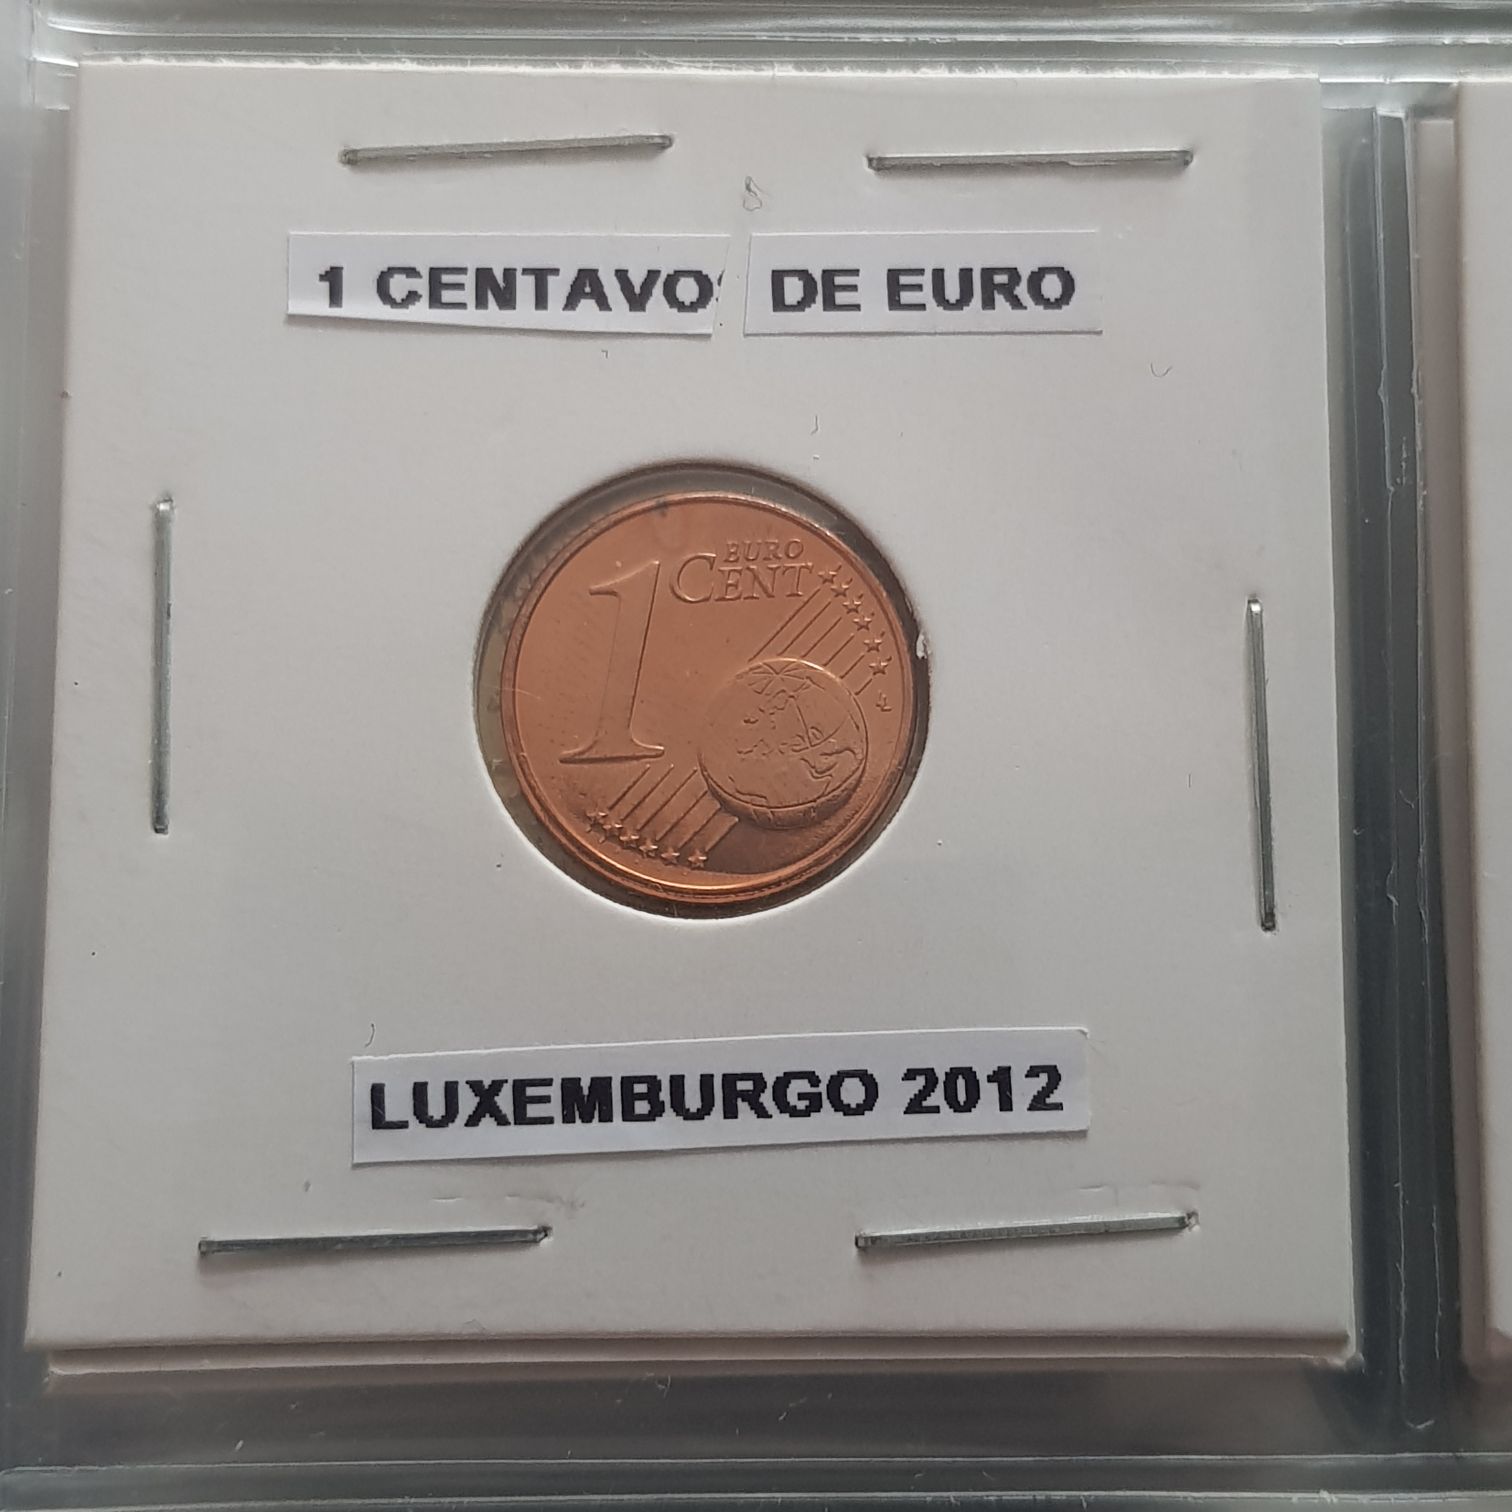 1 CENTAVO DE EURO
1 EURO
CENT
LUXEMBURGO 2012